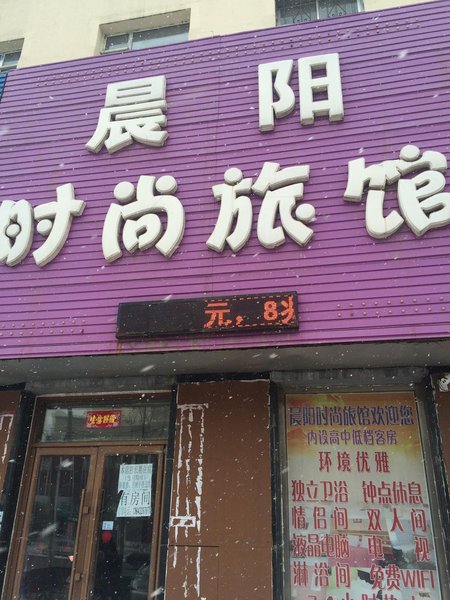 晨阳
时尚旅馆
元，8
有房间
晨阳时尚旅馆欢迎您
内设高中低档客房
环境优雅
独立卫浴 钟点休息
情侣间 双人间
液晶电脑 电视
淋浴间 免费WIFI